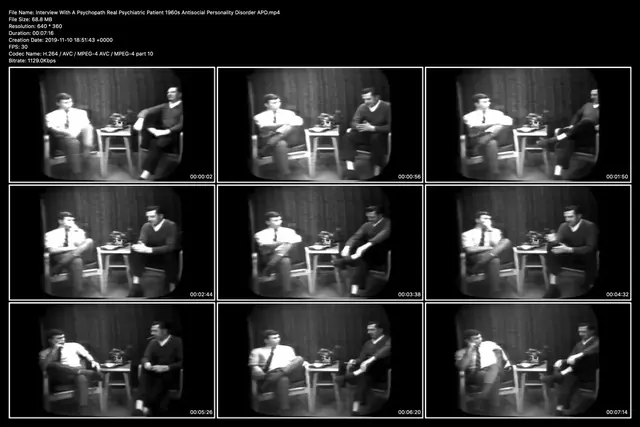 File Name: Interview With A Psychopath Real Psychiatric Patient 1960s Antisocial Personality Disorder APD.mp4
File Size: 68.8 MB
Resolution: 640 * 360
Duration: 00:07:16
Creation Date: 2019-11-10 18:51:43 +0000
FPS: 30
Codec Name: H.264 / AVC / MPEG-4 AVC / MPEG-4 part 10
Bitrate: 1129.0Kbps
00:00:02
00:00:56
00:01:50
00:02:44
00:03:38
00:04:32
00:05:26
00:06:20
00:07:14